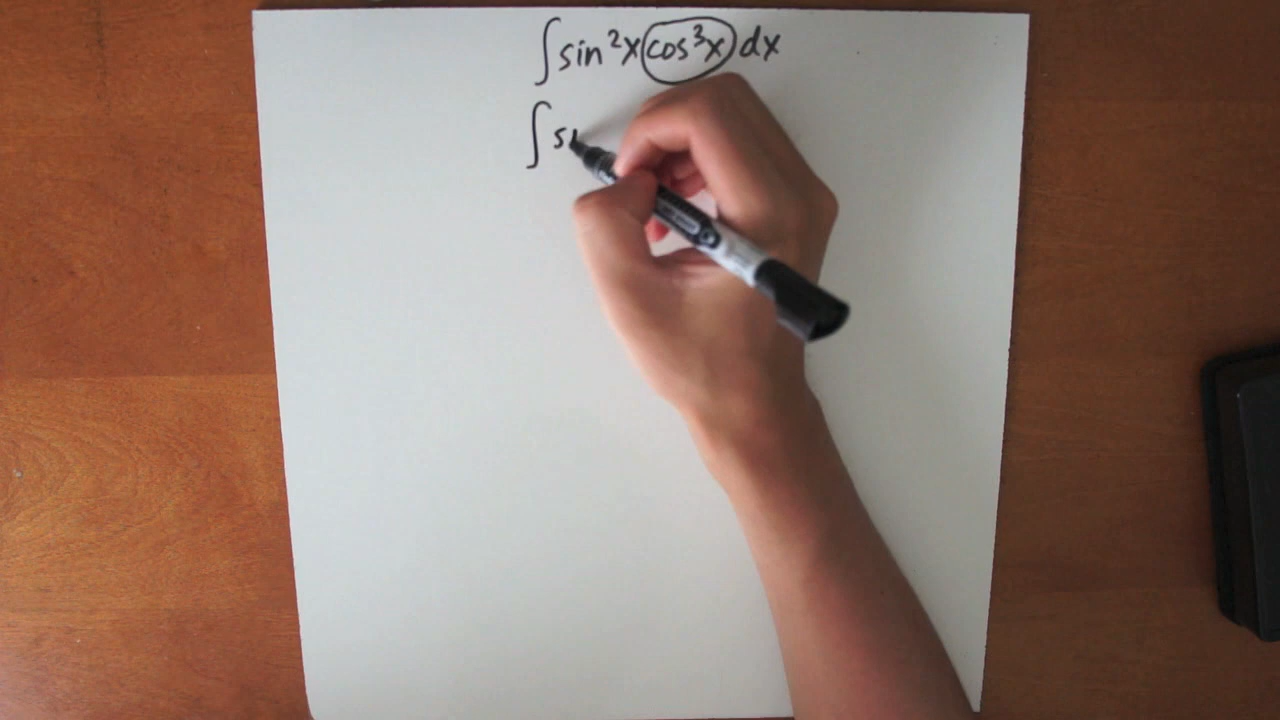 ∫sin²x cos³x dx
∫s